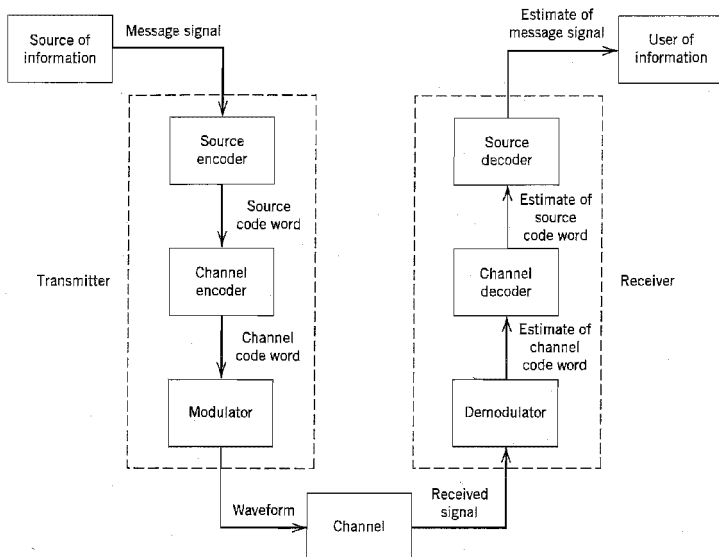 Source of
information
Message signal
Estimate of
message signal
User of
information
Source
encoder
Source
code word
Transmitter
Channel
encoder
Channel
code word
Modulator
Waveform
Channel
Received
signal
Demodulator
Estimate of
channel
code word
Channel
decoder
Receiver
Estimate of
source
code word
Source
decoder